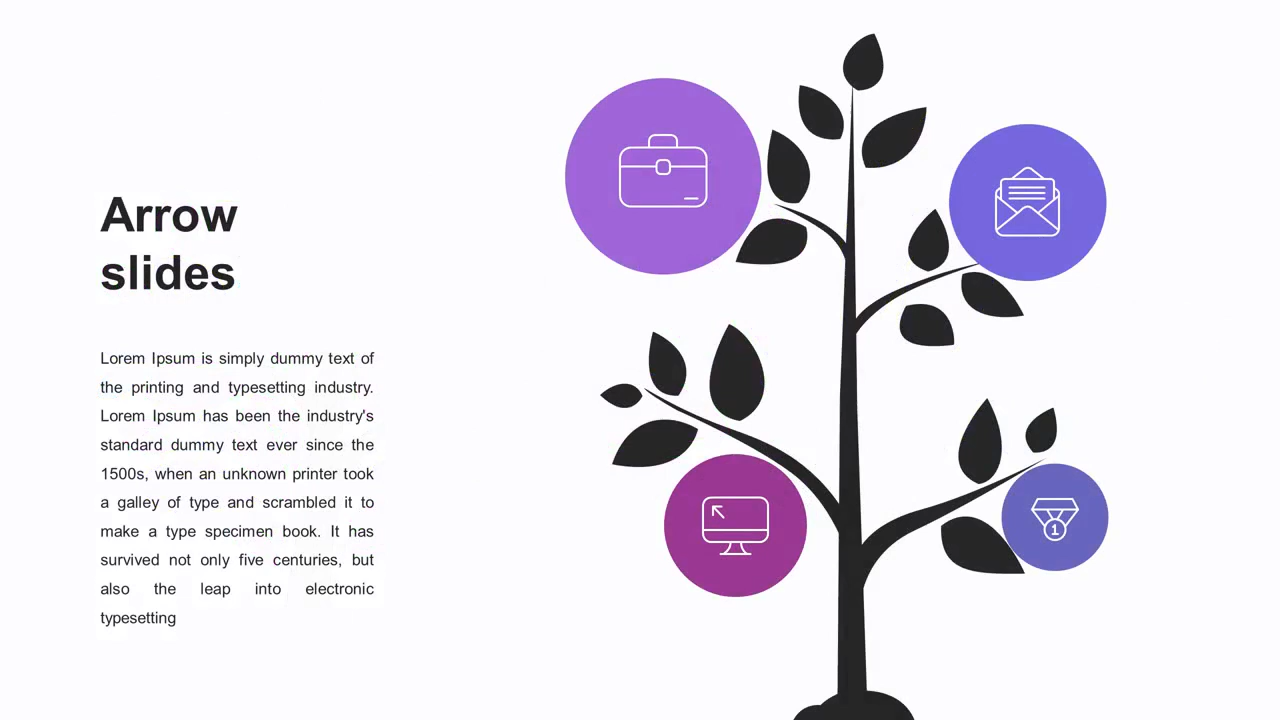 Arrow
slides
Lorem Ipsum is simply dummy text of
the printing and typesetting industry.
Lorem Ipsum has been the industry's
standard dummy text ever since the
1500s, when an unknown printer took
a galley of type and scrambled it to
make a type specimen book. It has
survived not only five centuries, but
also the leap into electronic
typesetting
1